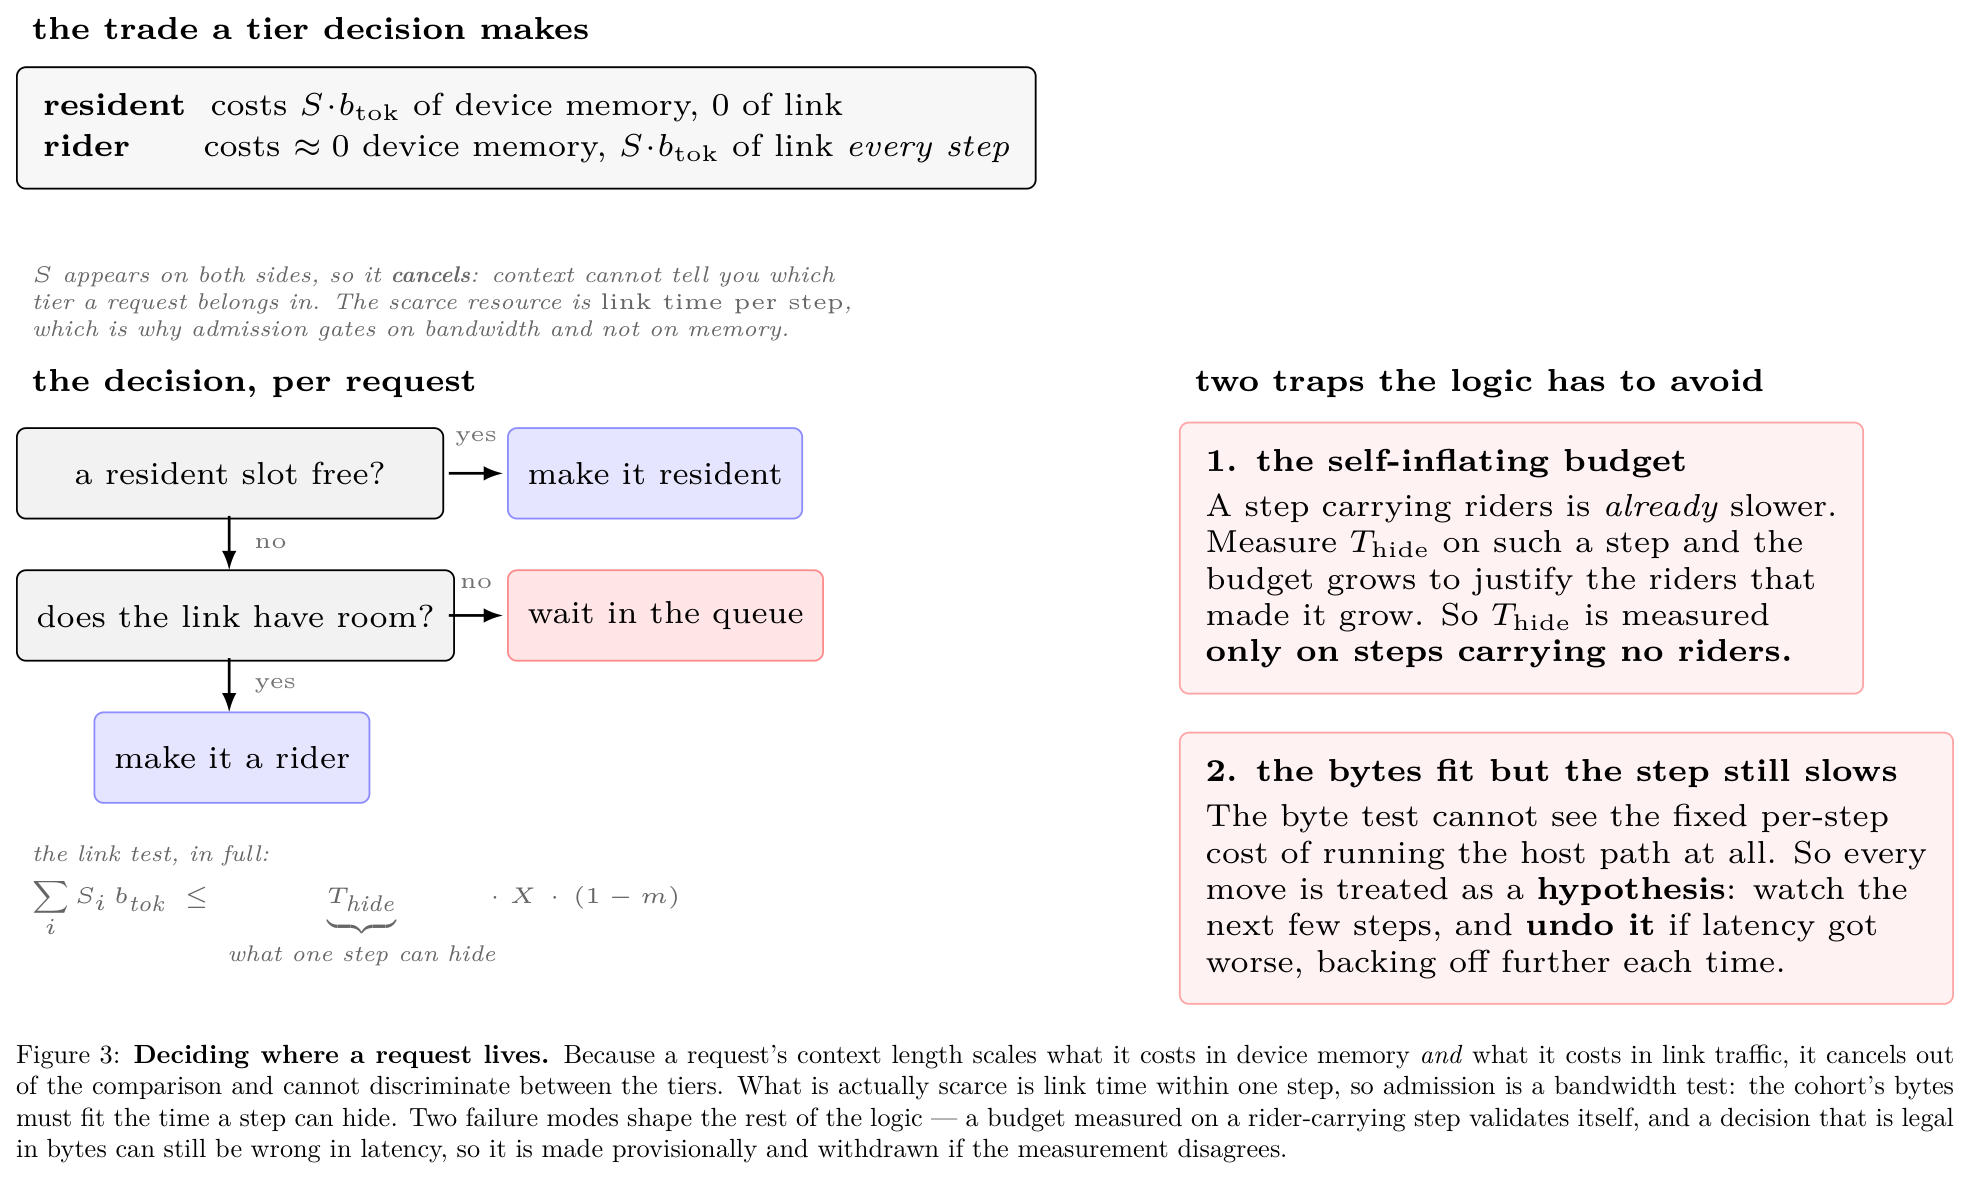 the trade a tier decision makes
resident costs S·b_tok of device memory, 0 of link
rider costs ≈ 0 device memory, S·b_tok of link every step
S appears on both sides, so it cancels: context cannot tell you which
tier a request belongs in. The scarce resource is link time per step,
which is why admission gates on bandwidth and not on memory.
the decision, per request
a resident slot free?
yes
make it resident
no
does the link have room?
no
wait in the queue
yes
make it a rider
the link test, in full:
∑_i S_i b_tok ≤ T_hide · X · (1 − m)
what one step can hide
two traps the logic has to avoid
1. the self-inflating budget
A step carrying riders is already slower.
Measure T_hide on such a step and the
budget grows to justify the riders that
made it grow. So T_hide is measured
only on steps carrying no riders.
2. the bytes fit but the step still slows
The byte test cannot see the fixed per-step
cost of running the host path at all. So every
move is treated as a hypothesis: watch the
next few steps, and undo it if latency got
worse, backing off further each time.
Figure 3: Deciding where a request lives. Because a request's context length scales what it costs in device memory and what it costs in link traffic, it cancels out
of the comparison and cannot discriminate between the tiers. What is actually scarce is link time within one step, so admission is a bandwidth test: the cohort's bytes
must fit the time a step can hide. Two failure modes shape the rest of the logic — a budget measured on a rider-carrying step validates itself, and a decision that is legal
in bytes can still be wrong in latency, so it is made provisionally and withdrawn if the measurement disagrees.